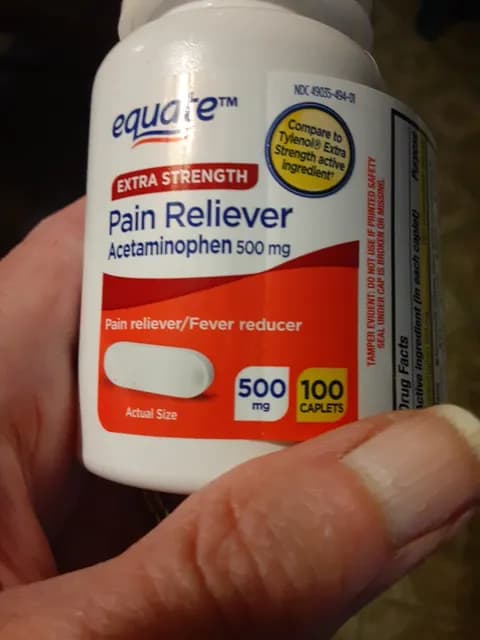 equate™
NDC 49035-494-01
Compare to
Tylenol® Extra
Strength active
ingredient†
EXTRA STRENGTH
Pain Reliever
Acetaminophen 500 mg
Pain reliever/Fever reducer
Actual Size
500
mg
100
CAPLETS
TAMPER EVIDENT: DO NOT USE IF PRINTED SAFETY
SEAL UNDER CAP IS BROKEN OR MISSING.
Drug Facts
Active ingredient (in each caplet)
Purpose